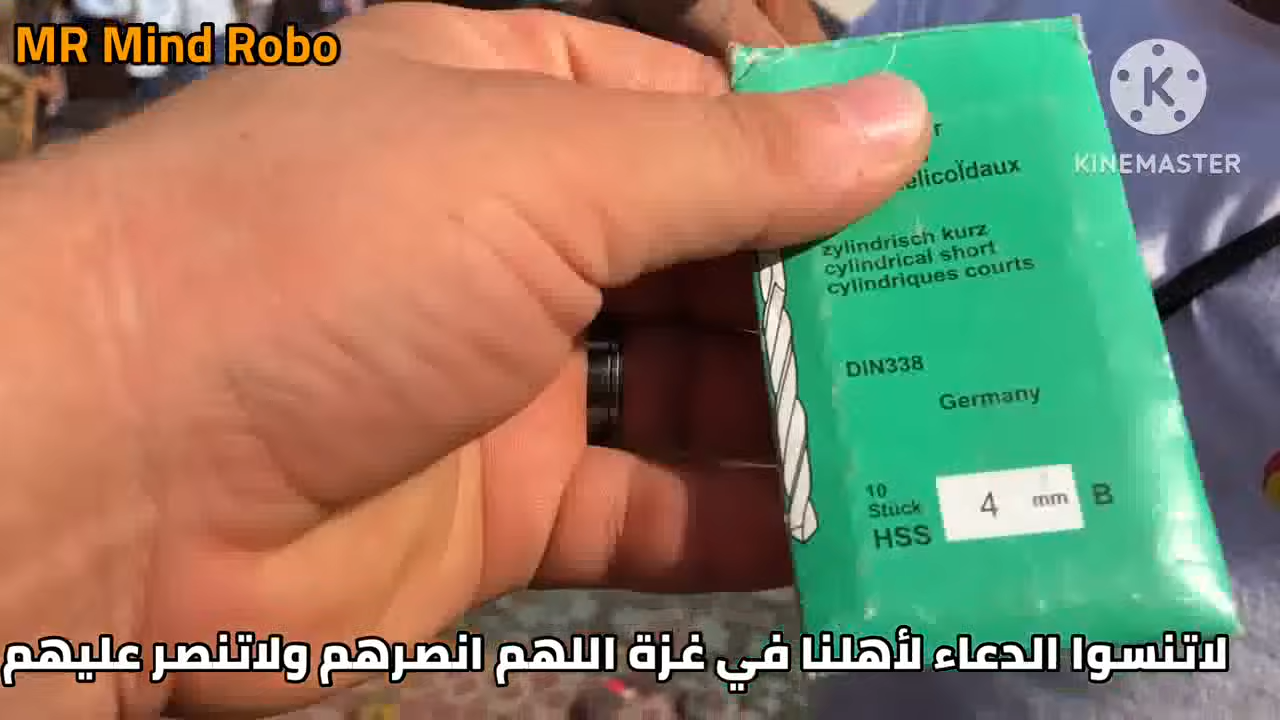 MR Mind Robo
K
KINEMASTER
zylindrisch kurz
cylindrical short
cylindriques courts
DIN338
Germany
10
Stück
HSS 4 mm B
لاتنسوا الدعاء لأهلنا في غزة اللهم انصرهم ولاتنصر عليهم